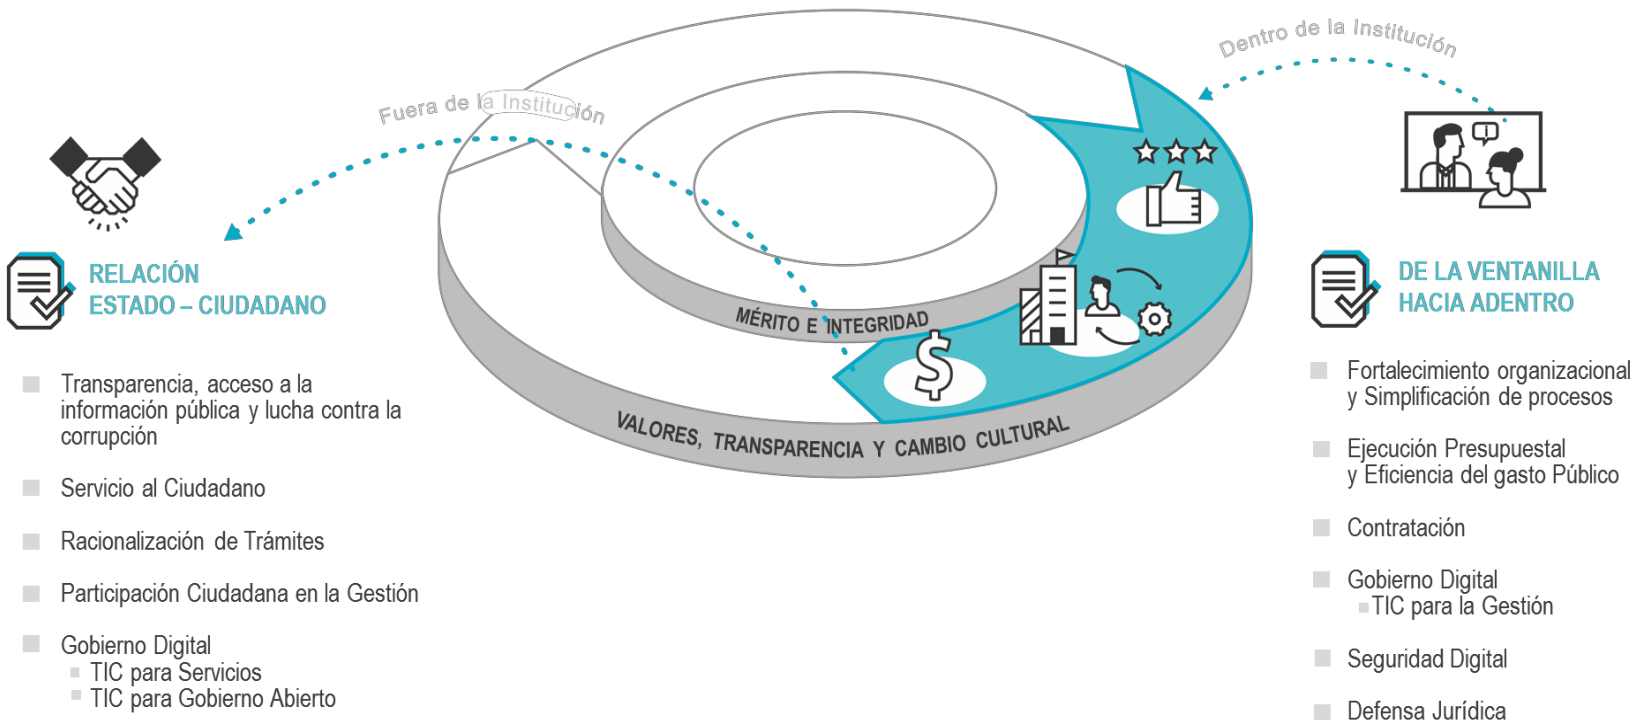 Fuera de la Institución
Dentro de la Institución
RELACIÓN
ESTADO – CIUDADANO
Transparencia, acceso a la
información pública y lucha contra la
corrupción
Servicio al Ciudadano
Racionalización de Trámites
Participación Ciudadana en la Gestión
Gobierno Digital
TIC para Servicios
TIC para Gobierno Abierto
MÉRITO E INTEGRIDAD
$
VALORES, TRANSPARENCIA Y CAMBIO CULTURAL
DE LA VENTANILLA
HACIA ADENTRO
Fortalecimiento organizacional
y Simplificación de procesos
Ejecución Presupuestal
y Eficiencia del gasto Público
Contratación
Gobierno Digital
TIC para la Gestión
Seguridad Digital
Defensa Jurídica